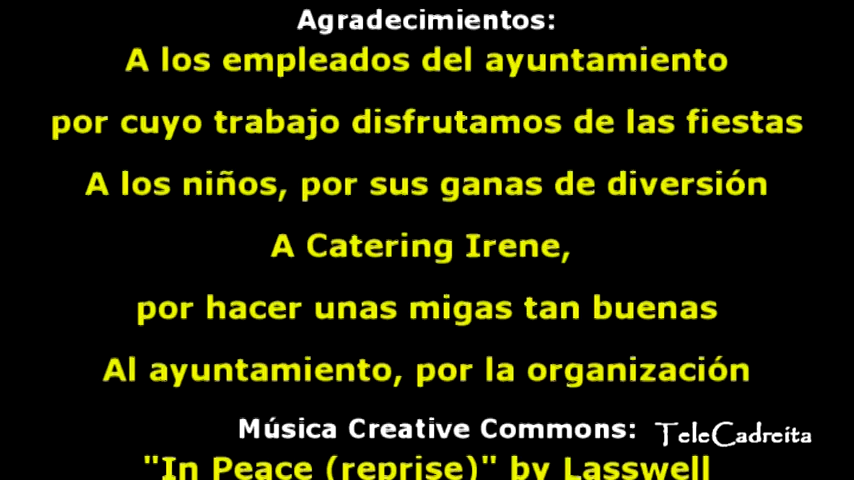 Agradecimientos:
A los empleados del ayuntamiento
por cuyo trabajo disfrutamos de las fiestas
A los niños, por sus ganas de diversión
A Catering Irene,
por hacer unas migas tan buenas
Al ayuntamiento, por la organización
Música Creative Commons:
TeleCadreita
"In Peace (reprise)" by Lasswell